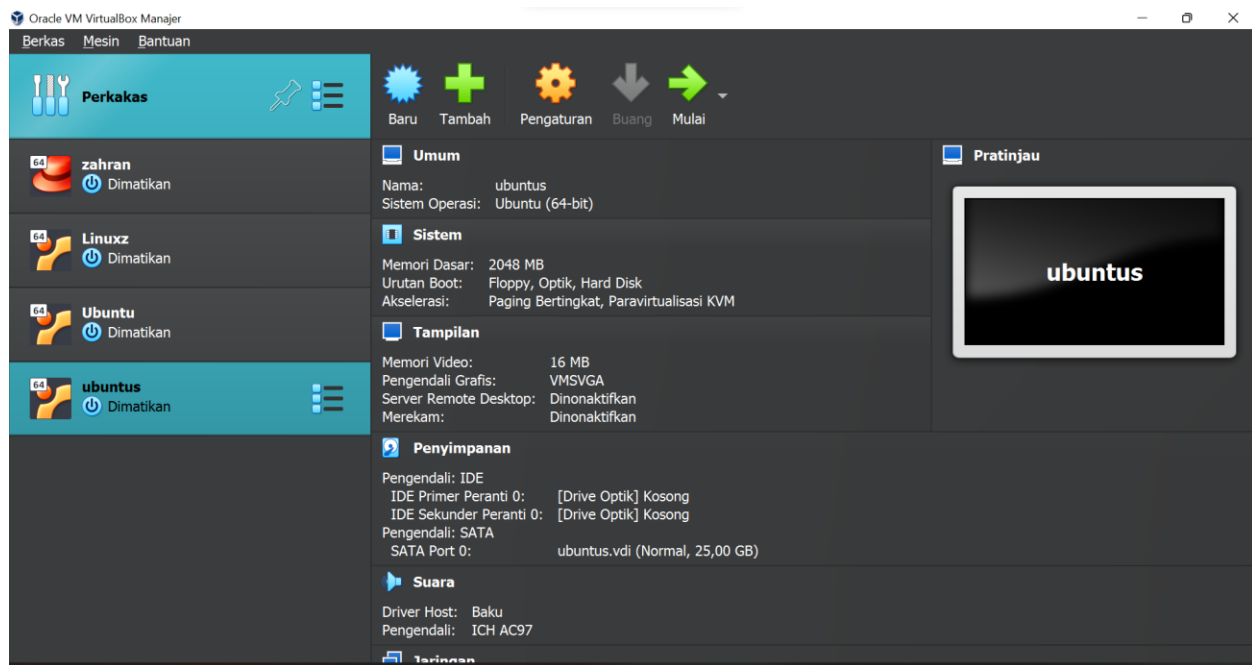 Oracle VM VirtualBox Manajer
Berkas Mesin Bantuan
Perkakas
64
zahran
Dimatikan
64
Linuxz
Dimatikan
64
Ubuntu
Dimatikan
64
ubuntus
Dimatikan
Baru Tambah Pengaturan Buang Mulai
Umum
Nama: ubuntus
Sistem Operasi: Ubuntu (64-bit)
Sistem
Memori Dasar: 2048 MB
Urutan Boot: Floppy, Optik, Hard Disk
Akselerasi: Paging Bertingkat, Paravirtualisasi KVM
Tampilan
Memori Video: 16 MB
Pengendali Grafis: VMSVGA
Server Remote Desktop: Dinonaktifkan
Merekam: Dinonaktifkan
Penyimpanan
Pengendali: IDE
IDE Primer Peranti 0: [Drive Optik] Kosong
IDE Sekunder Peranti 0: [Drive Optik] Kosong
Pengendali: SATA
SATA Port 0: ubuntus.vdi (Normal, 25,00 GB)
Suara
Driver Host: Baku
Pengendali: ICH AC97
Jaringan
Pratinjau
ubuntus